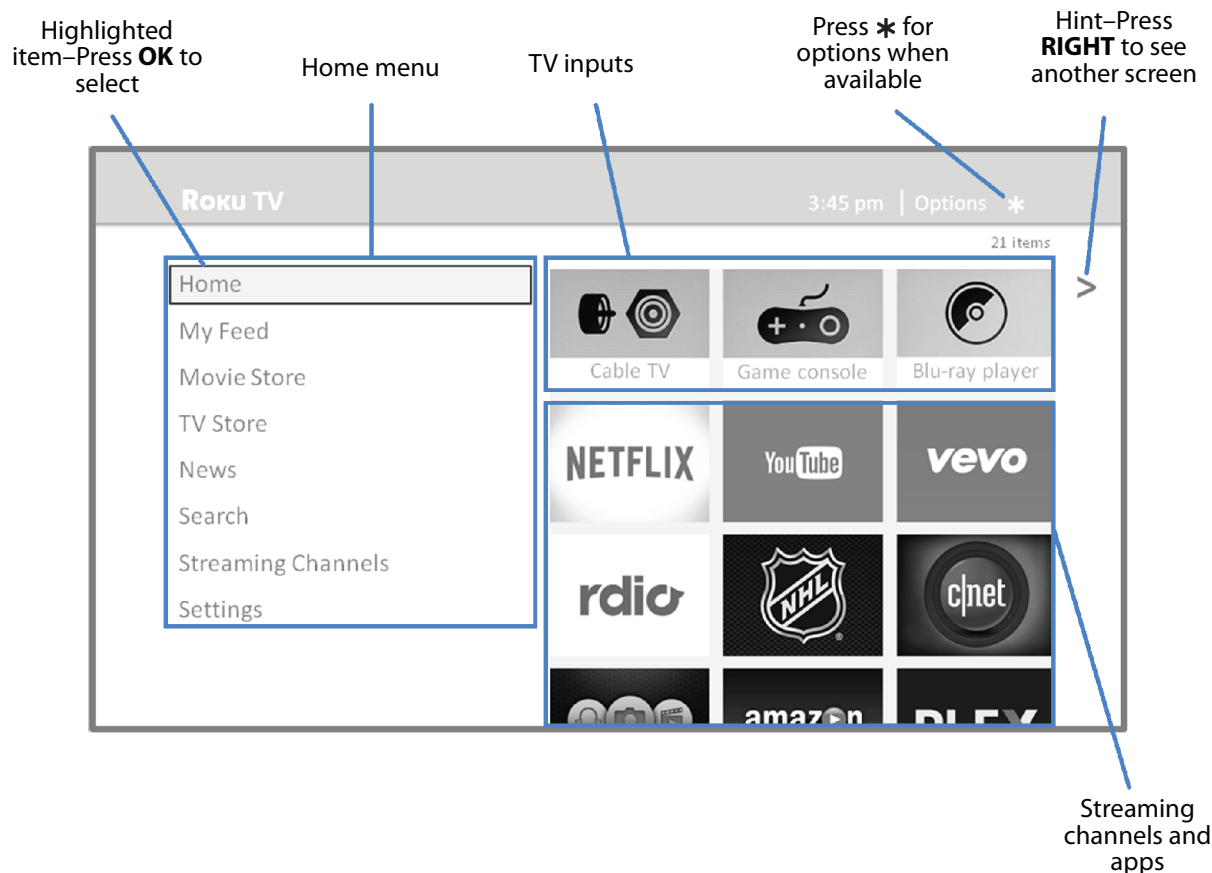 Highlighted
item–Press OK to
select
Home menu
TV inputs
Press * for
options when
available
Hint–Press
RIGHT to see
another screen
ROKU TV
3:45 pm | Options *
21 items
Home
My Feed
Movie Store
TV Store
News
Search
Streaming Channels
Settings
>
Cable TV
Game console
Blu-ray player
NETFLIX
YouTube
vevo
rdio
NHL
c|net
amazon
PLEX
Streaming
channels and
apps